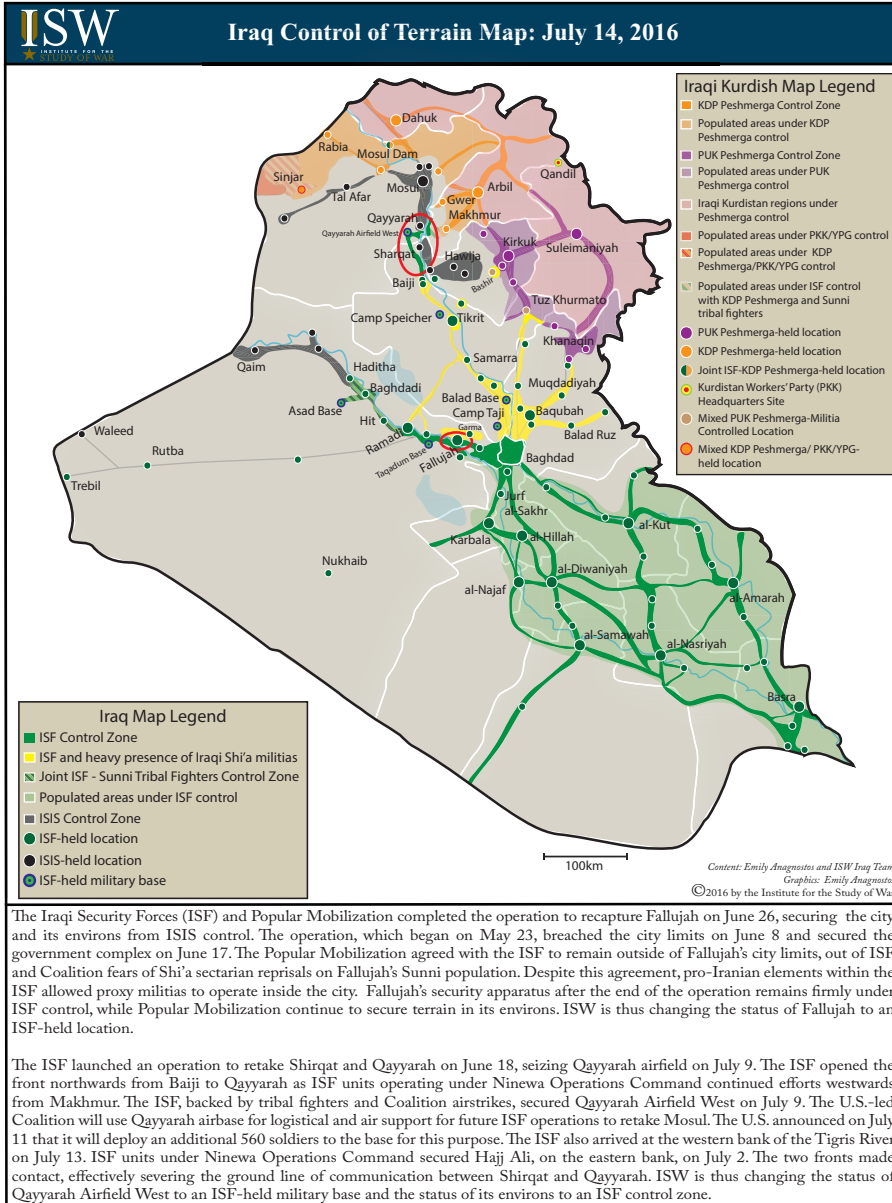 ISW
INSTITUTE FOR THE
STUDY OF WAR
Iraq Control of Terrain Map: July 14, 2016
Iraqi Kurdish Map Legend
KDP Peshmerga Control Zone
Populated areas under KDP
Peshmerga control
PUK Peshmerga Control Zone
Populated areas under PUK
Peshmerga control
Iraqi Kurdistan regions under
Peshmerga control
Populated areas under PKK/YPG control
Populated areas under KDP
Peshmerga/PKK/YPG control
Populated areas under ISF control
with KDP Peshmerga and Sunni
tribal fighters
PUK Peshmerga-held location
KDP Peshmerga-held location
Joint ISF-KDP Peshmerga-held location
Kurdistan Workers' Party (PKK)
Headquarters Site
Mixed PUK Peshmerga-Militia
Controlled Location
Mixed KDP Peshmerga/ PKK/YPG-
held location
Dahuk
Rabia
Mosul Dam
Sinjar
Mosul
Tal Afar
Arbil
Qandil
Gwer
Makhmur
Qayyarah
Qayyarah Airfield West
Sharqat
Kirkuk
Suleimaniyah
Hawija
Bashir
Baiji
Tuz Khurmato
Camp Speicher
Tikrit
Khanaqin
Samarra
Qaim
Haditha
Baghdadi
Muqdadiyah
Asad Base
Balad Base
Camp Taji
Baqubah
Hit
Garma
Waleed
Ramadi
Balad Ruz
Rutba
Taqadum Base
Fallujah
Baghdad
Trebil
Jurf
al-Sakhr
al-Kut
Karbala
al-Hillah
Nukhaib
al-Diwaniyah
al-Najaf
al-Amarah
al-Samawah
al-Nasriyah
Basra
Iraq Map Legend
ISF Control Zone
ISF and heavy presence of Iraqi Shi'a militias
Joint ISF - Sunni Tribal Fighters Control Zone
Populated areas under ISF control
ISIS Control Zone
ISF-held location
ISIS-held location
ISF-held military base
100km
Content: Emily Anagnostos and ISW Iraq Team
Graphics: Emily Anagnostos
©2016 by the Institute for the Study of War
The Iraqi Security Forces (ISF) and Popular Mobilization completed the operation to recapture Fallujah on June 26, securing the city
and its environs from ISIS control. The operation, which began on May 23, breached the city limits on June 8 and secured the
government complex on June 17. The Popular Mobilization agreed with the ISF to remain outside of Fallujah's city limits, out of ISF
and Coalition fears of Shi'a sectarian reprisals on Fallujah's Sunni population. Despite this agreement, pro-Iranian elements within the
ISF allowed proxy militias to operate inside the city. Fallujah's security apparatus after the end of the operation remains firmly under
ISF control, while Popular Mobilization continue to secure terrain in its environs. ISW is thus changing the status of Fallujah to an
ISF-held location.
The ISF launched an operation to retake Shirqat and Qayyarah on June 18, seizing Qayyarah airfield on July 9. The ISF opened the
front northwards from Baiji to Qayyarah as ISF units operating under Ninewa Operations Command continued efforts westwards
from Makhmur. The ISF, backed by tribal fighters and Coalition airstrikes, secured Qayyarah Airfield West on July 9. The U.S.-led
Coalition will use Qayyarah airbase for logistical and air support for future ISF operations to retake Mosul. The U.S. announced on July
11 that it will deploy an additional 560 soldiers to the base for this purpose. The ISF also arrived at the western bank of the Tigris River
on July 13. ISF units under Ninewa Operations Command secured Hajj Ali, on the eastern bank, on July 2. The two fronts made
contact, effectively severing the ground line of communication between Shirqat and Qayyarah. ISW is thus changing the status of
Qayyarah Airfield West to an ISF-held military base and the status of its environs to an ISF control zone.